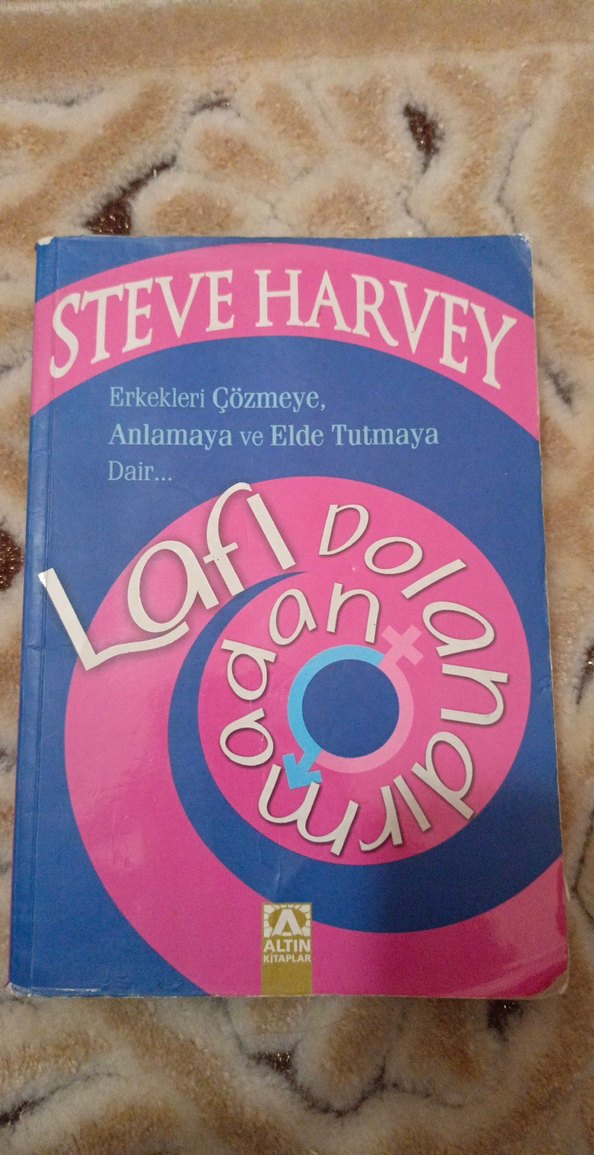 STEVE HARVEY
Erkekleri Çözmeye,
Anlamaya ve Elde Tutmaya
Dair...
Lafı
Dolandırmadan
ALTIN
KİTAPLAR